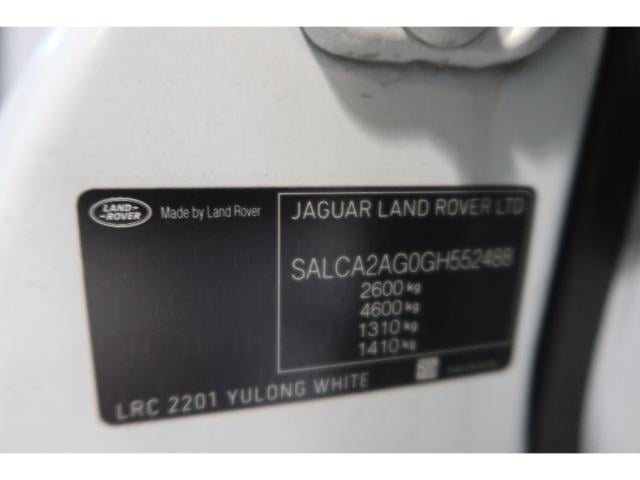 LAND-
-ROVER
Made by Land Rover
JAGUAR LAND ROVER LTD
SALCA2AG0GH552488
2600 kg
4600 kg
1310 kg
1410 kg
LRC 2201 YULONG WHITE